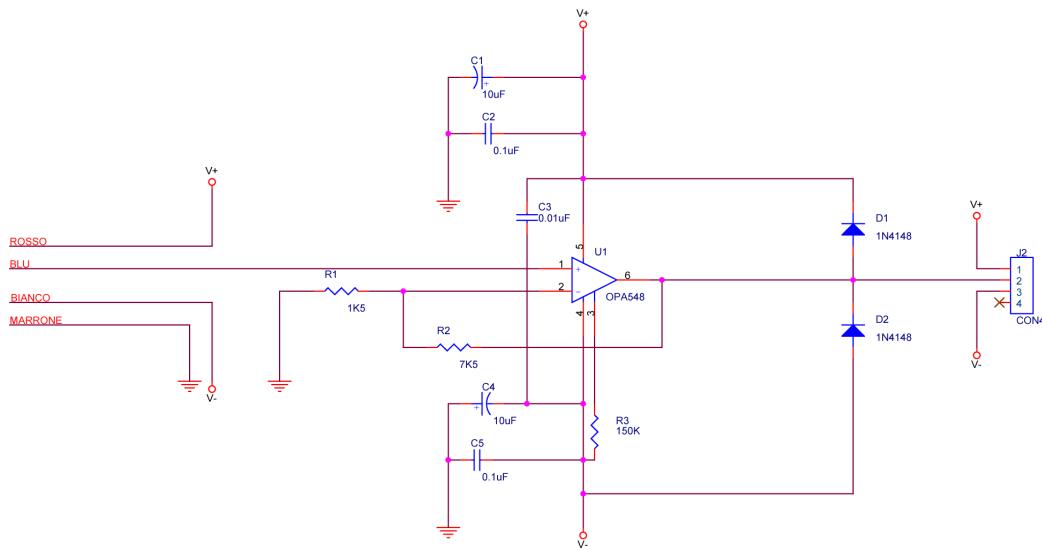 V+
C1
+
10uF
C2
0.1uF
V+
C3
0.01uF
D1
1N4148
V+
ROSSO
5
U1
J2
BLU
1
+
6
1
R1
2
-
OPA548
2
BIANCO
1K5
3
MARRONE
4
3
4
R2
D2
CON4
7K5
1N4148
V-
V-
C4
+
10uF
R3
150K
C5
0.1uF
V-